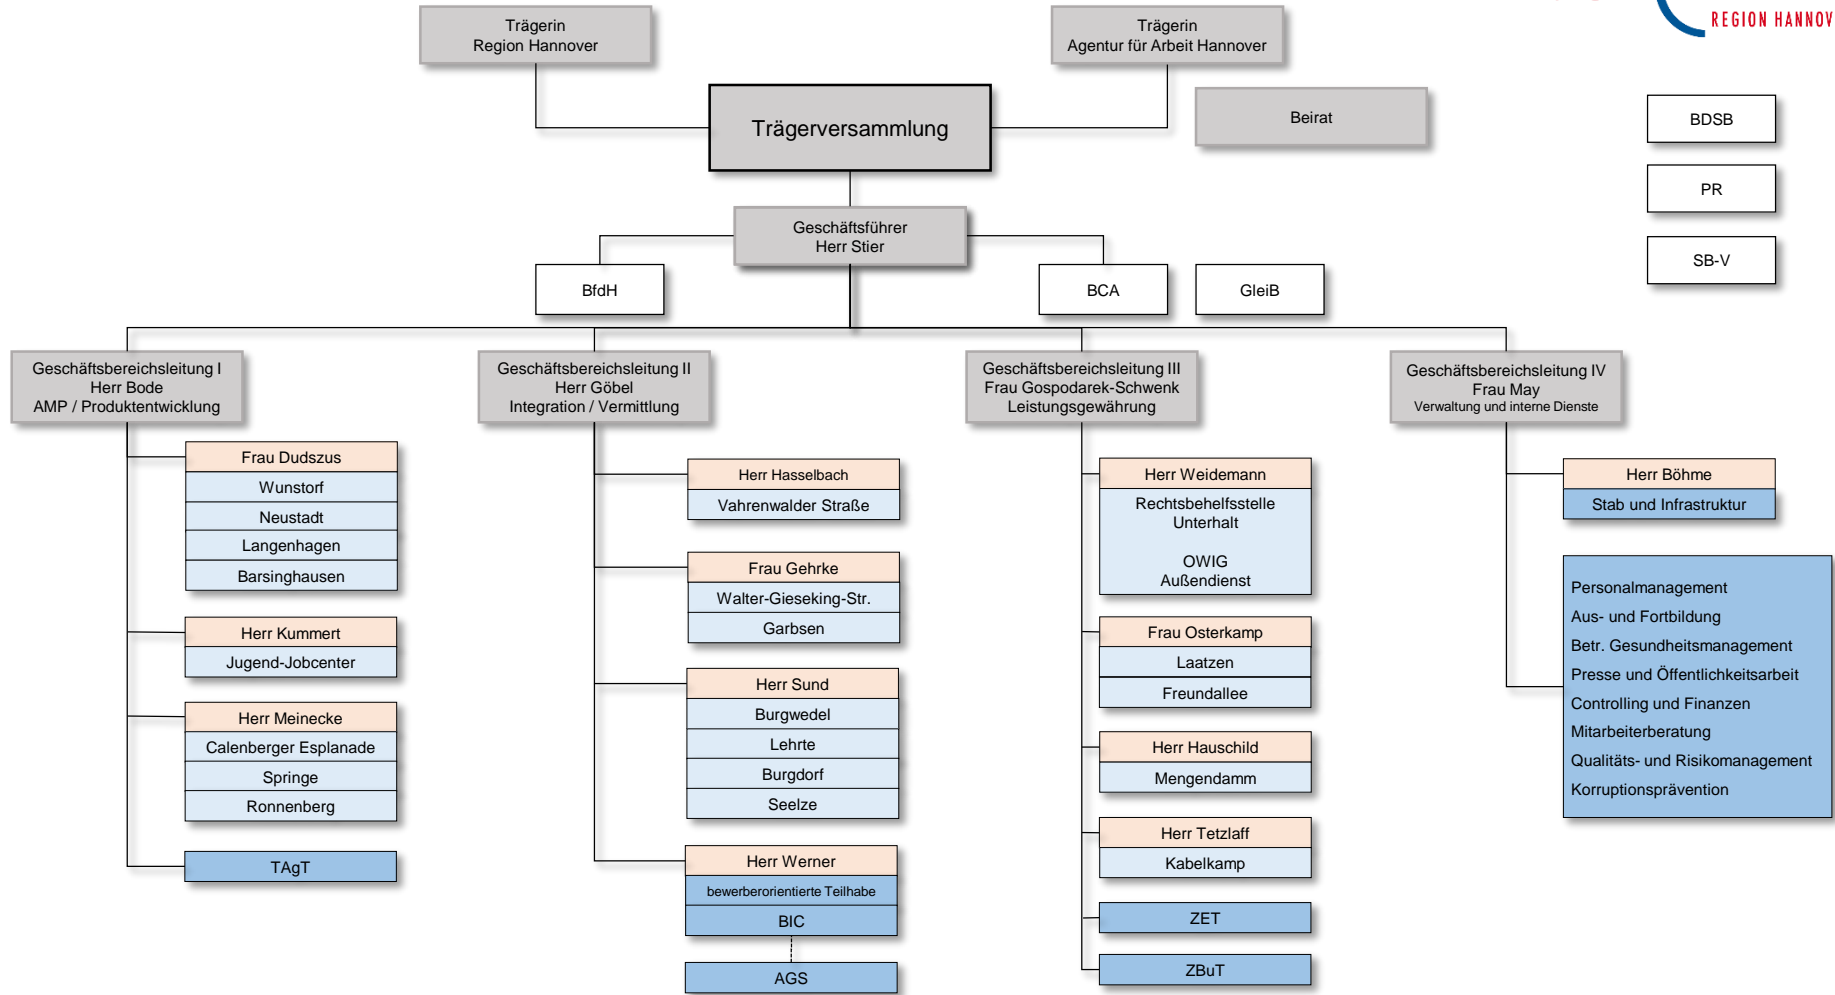 Trägerin
Region Hannover
Trägerin
Agentur für Arbeit Hannover
REGION HANNOV
Trägerversammlung
Beirat
BDSB
PR
SB-V
Geschäftsführer
Herr Stier
BfdH
BCA
GleiB
Geschäftsbereichsleitung I
Herr Bode
AMP / Produktentwicklung
Geschäftsbereichsleitung II
Herr Göbel
Integration / Vermittlung
Geschäftsbereichsleitung III
Frau Gospodarek-Schwenk
Leistungsgewährung
Geschäftsbereichsleitung IV
Frau May
Verwaltung und interne Dienste
Frau Dudszus
Wunstorf
Neustadt
Langenhagen
Barsinghausen
Herr Kummert
Jugend-Jobcenter
Herr Meinecke
Calenberger Esplanade
Springe
Ronnenberg
TAgT
Herr Hasselbach
Vahrenwalder Straße
Frau Gehrke
Walter-Gieseking-Str.
Garbsen
Herr Sund
Burgwedel
Lehrte
Burgdorf
Seelze
Herr Werner
bewerberorientierte Teilhabe
BIC
AGS
Herr Weidemann
Rechtsbehelfsstelle
Unterhalt
OWIG
Außendienst
Frau Osterkamp
Laatzen
Freundallee
Herr Hauschild
Mengendamm
Herr Tetzlaff
Kabelkamp
ZET
ZBuT
Herr Böhme
Stab und Infrastruktur
Personalmanagement
Aus- und Fortbildung
Betr. Gesundheitsmanagement
Presse und Öffentlichkeitsarbeit
Controlling und Finanzen
Mitarbeiterberatung
Qualitäts- und Risikomanagement
Korruptionsprävention